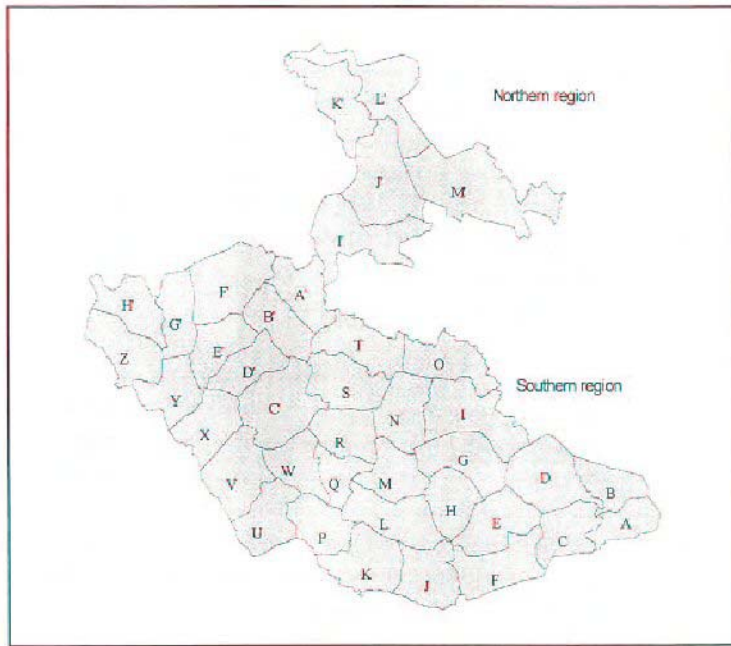 K' L' Northern region
J' M'
I'
H' G' F' A'
B'
Z E' T
D' O
Y C' S Southern region
X N I
R G
V W Q M D
H B
U P L E A
C
K J F